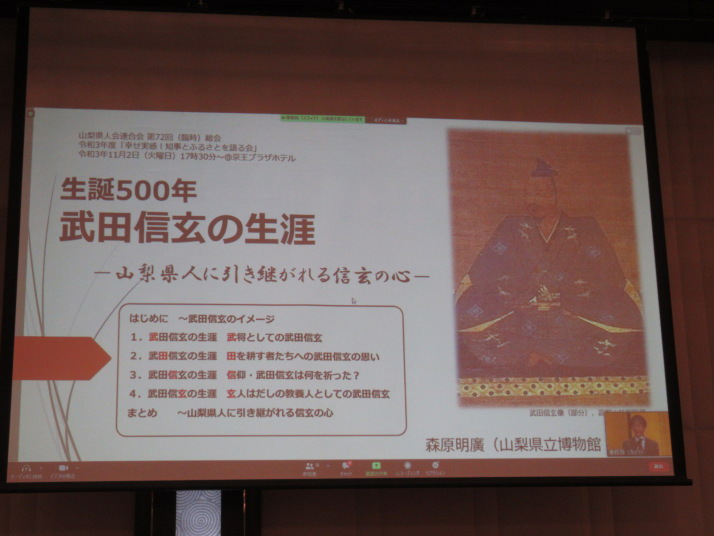 山梨県人会連合会 第72回（臨時）総会
令和3年度「幸せ実感！知事とふるさとを語る会」
令和3年11月2日（火曜日）17時30分～@京王プラザホテル
生誕500年
武田信玄の生涯
―山梨県人に引き継がれる信玄の心―
はじめに　～武田信玄のイメージ
1．武田信玄の生涯　武将としての武田信玄
2．武田信玄の生涯　田を耕す者たちへの武田信玄の思い
3．武田信玄の生涯　信仰・武田信玄は何を祈った？
4．武田信玄の生涯　玄人はだしの教養人としての武田信玄
まとめ　　～山梨県人に引き継がれる信玄の心
武田信玄像（部分）、
森原明廣（山梨県立博物館